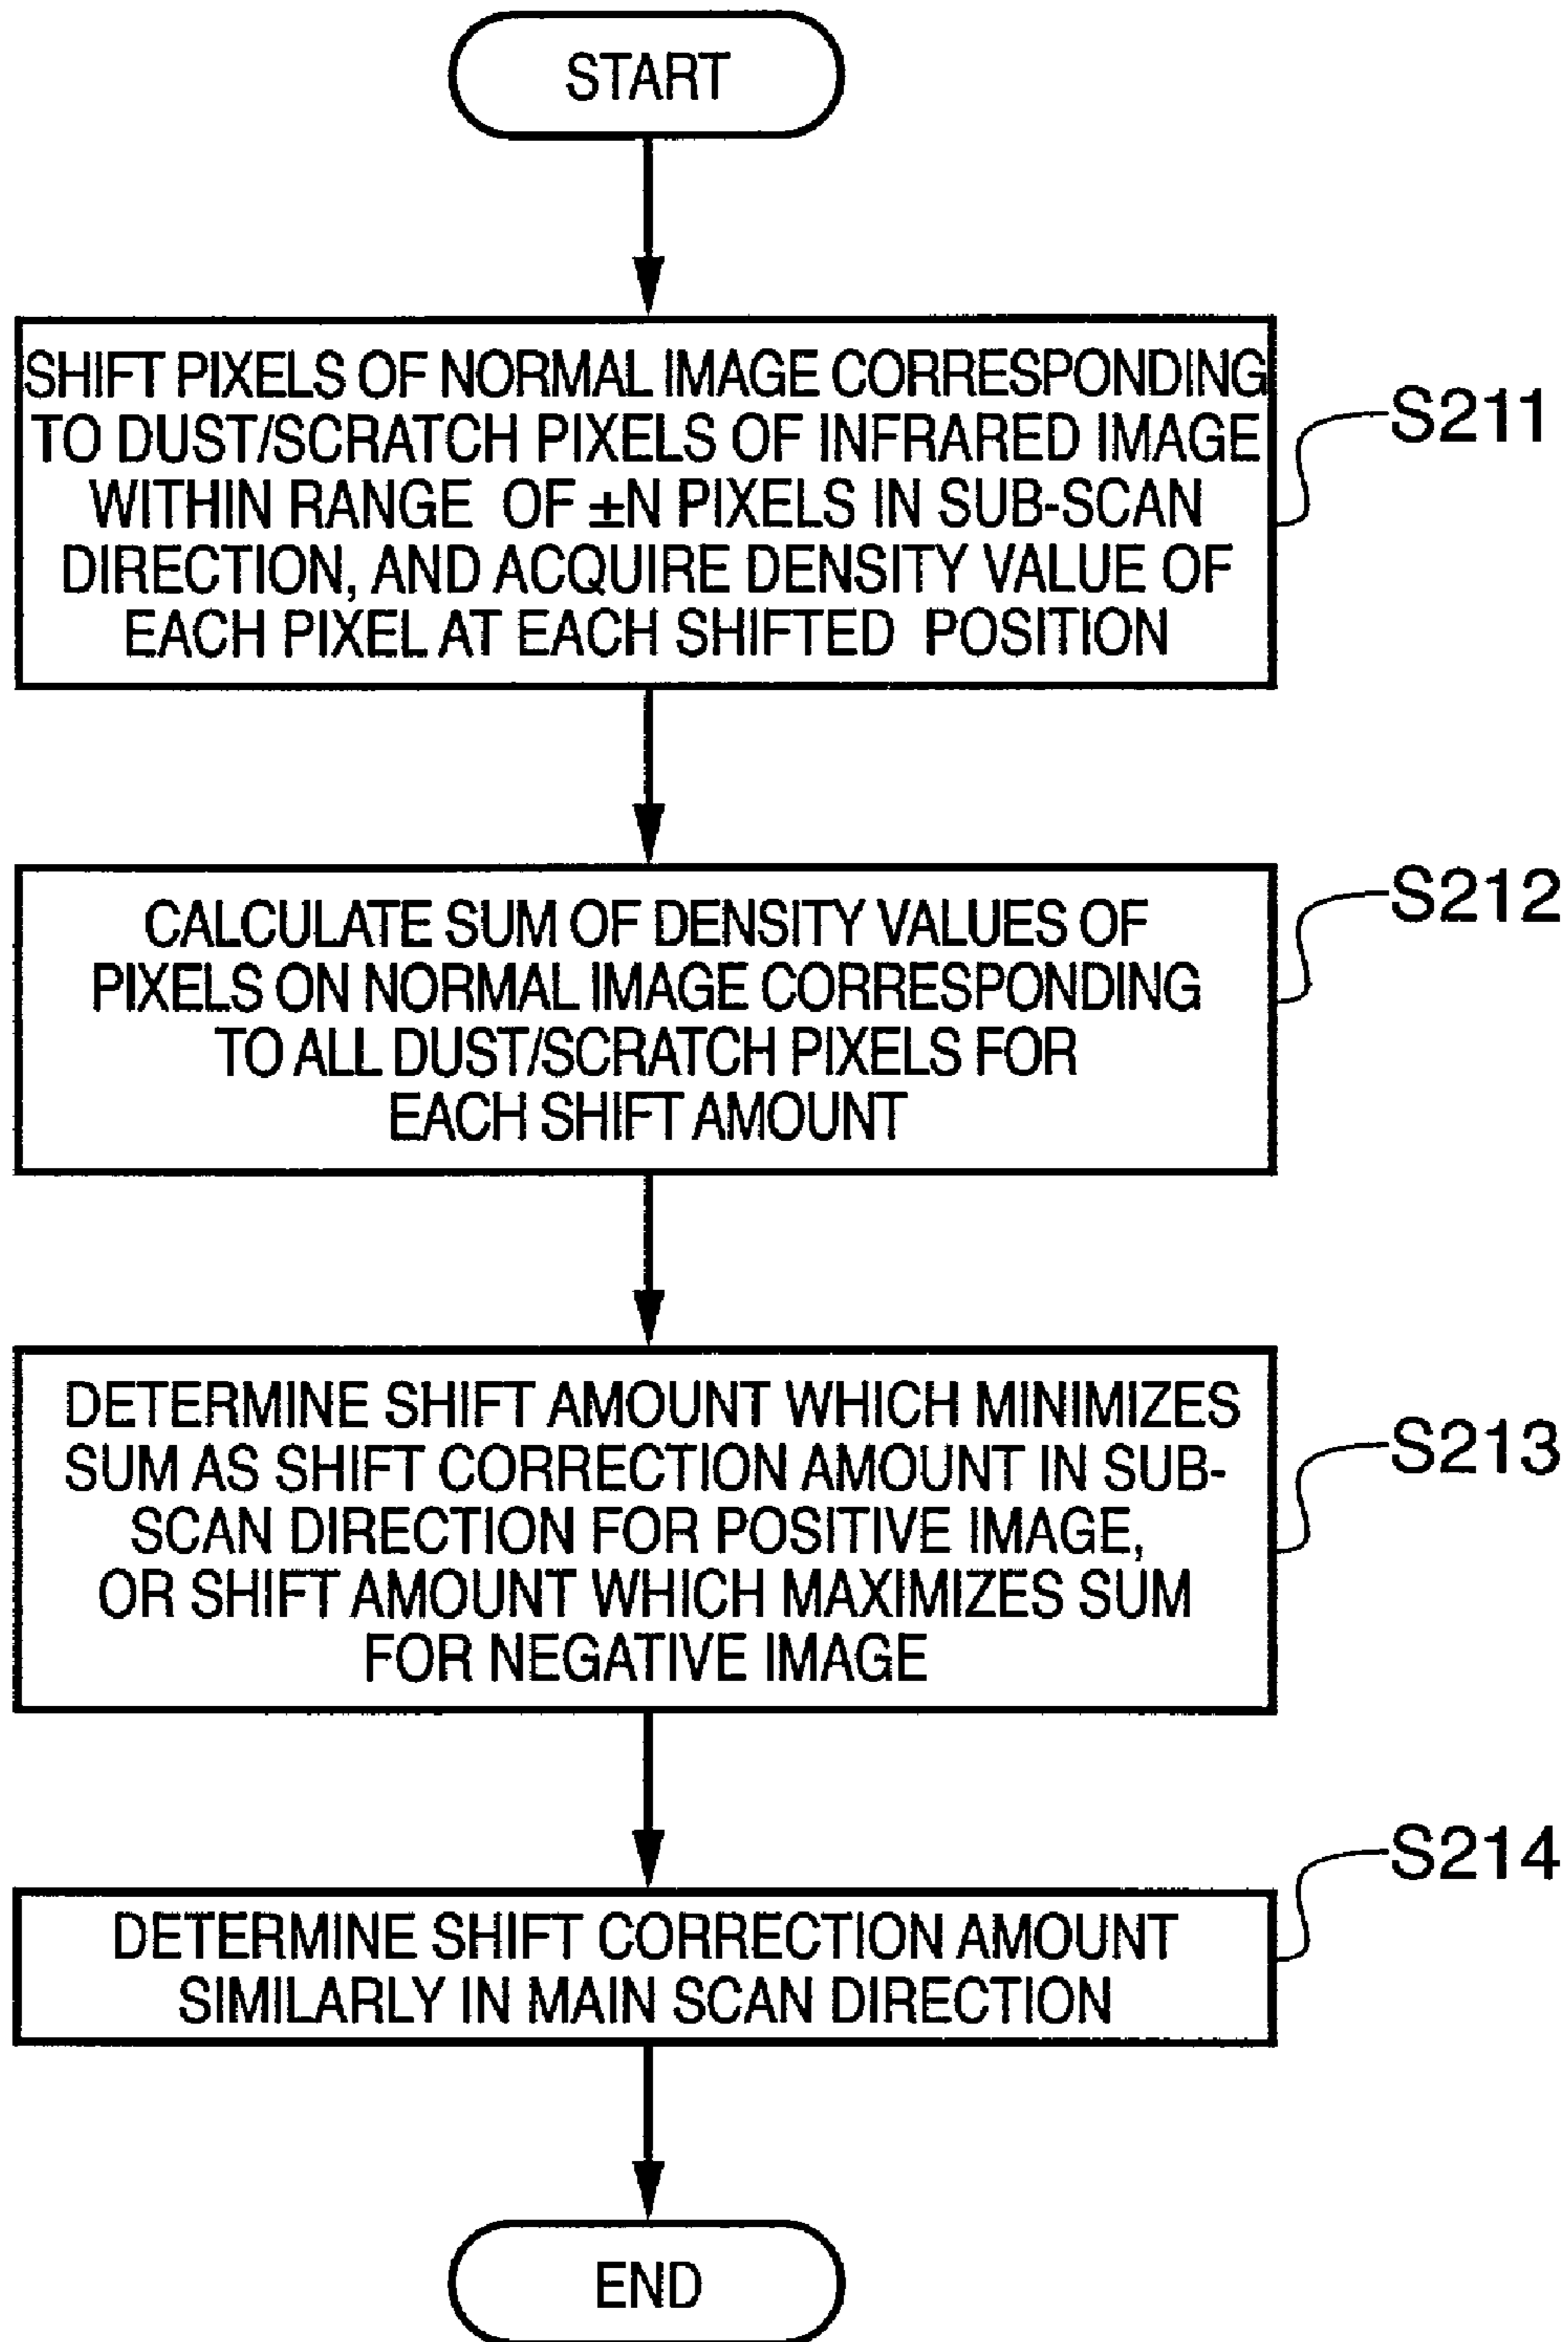 START
SHIFT PIXELS OF NORMAL IMAGE CORRESPONDING
TO DUST/SCRATCH PIXELS OF INFRARED IMAGE
WITHIN RANGE OF ±N PIXELS IN SUB-SCAN
DIRECTION, AND ACQUIRE DENSITY VALUE OF
EACH PIXEL AT EACH SHIFTED POSITION
S211
CALCULATE SUM OF DENSITY VALUES OF
PIXELS ON NORMAL IMAGE CORRESPONDING
TO ALL DUST/SCRATCH PIXELS FOR
EACH SHIFT AMOUNT
S212
DETERMINE SHIFT AMOUNT WHICH MINIMIZES
SUM AS SHIFT CORRECTION AMOUNT IN SUB-
SCAN DIRECTION FOR POSITIVE IMAGE,
OR SHIFT AMOUNT WHICH MAXIMIZES SUM
FOR NEGATIVE IMAGE
S213
DETERMINE SHIFT CORRECTION AMOUNT
SIMILARLY IN MAIN SCAN DIRECTION
S214
END